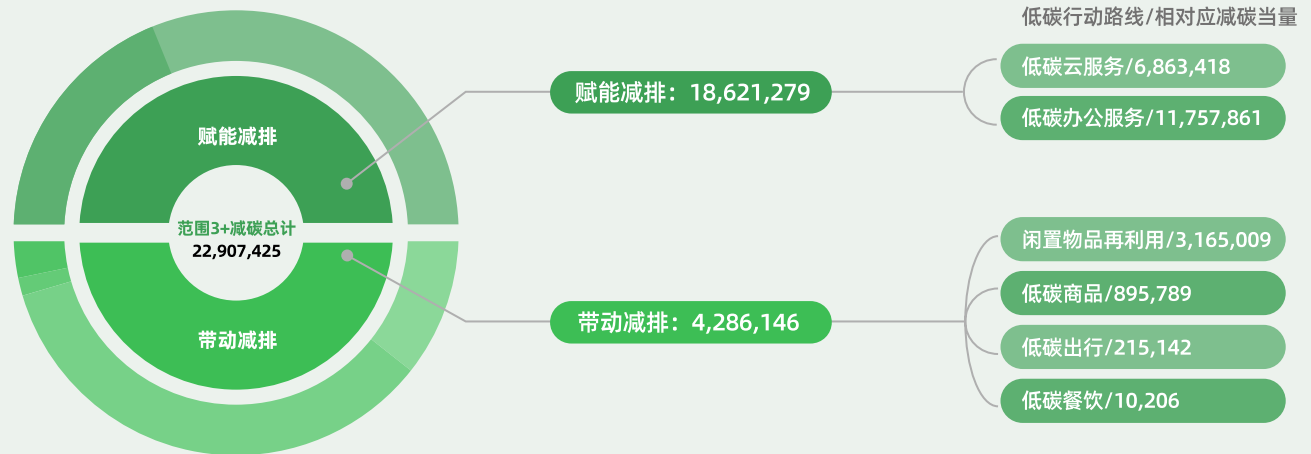 低碳行动路线/相对应减碳当量
赋能减排
范围3+减碳总计
22,907,425
带动减排
赋能减排：18,621,279
低碳云服务/6,863,418
低碳办公服务/11,757,861
带动减排：4,286,146
闲置物品再利用/3,165,009
低碳商品/895,789
低碳出行/215,142
低碳餐饮/10,206